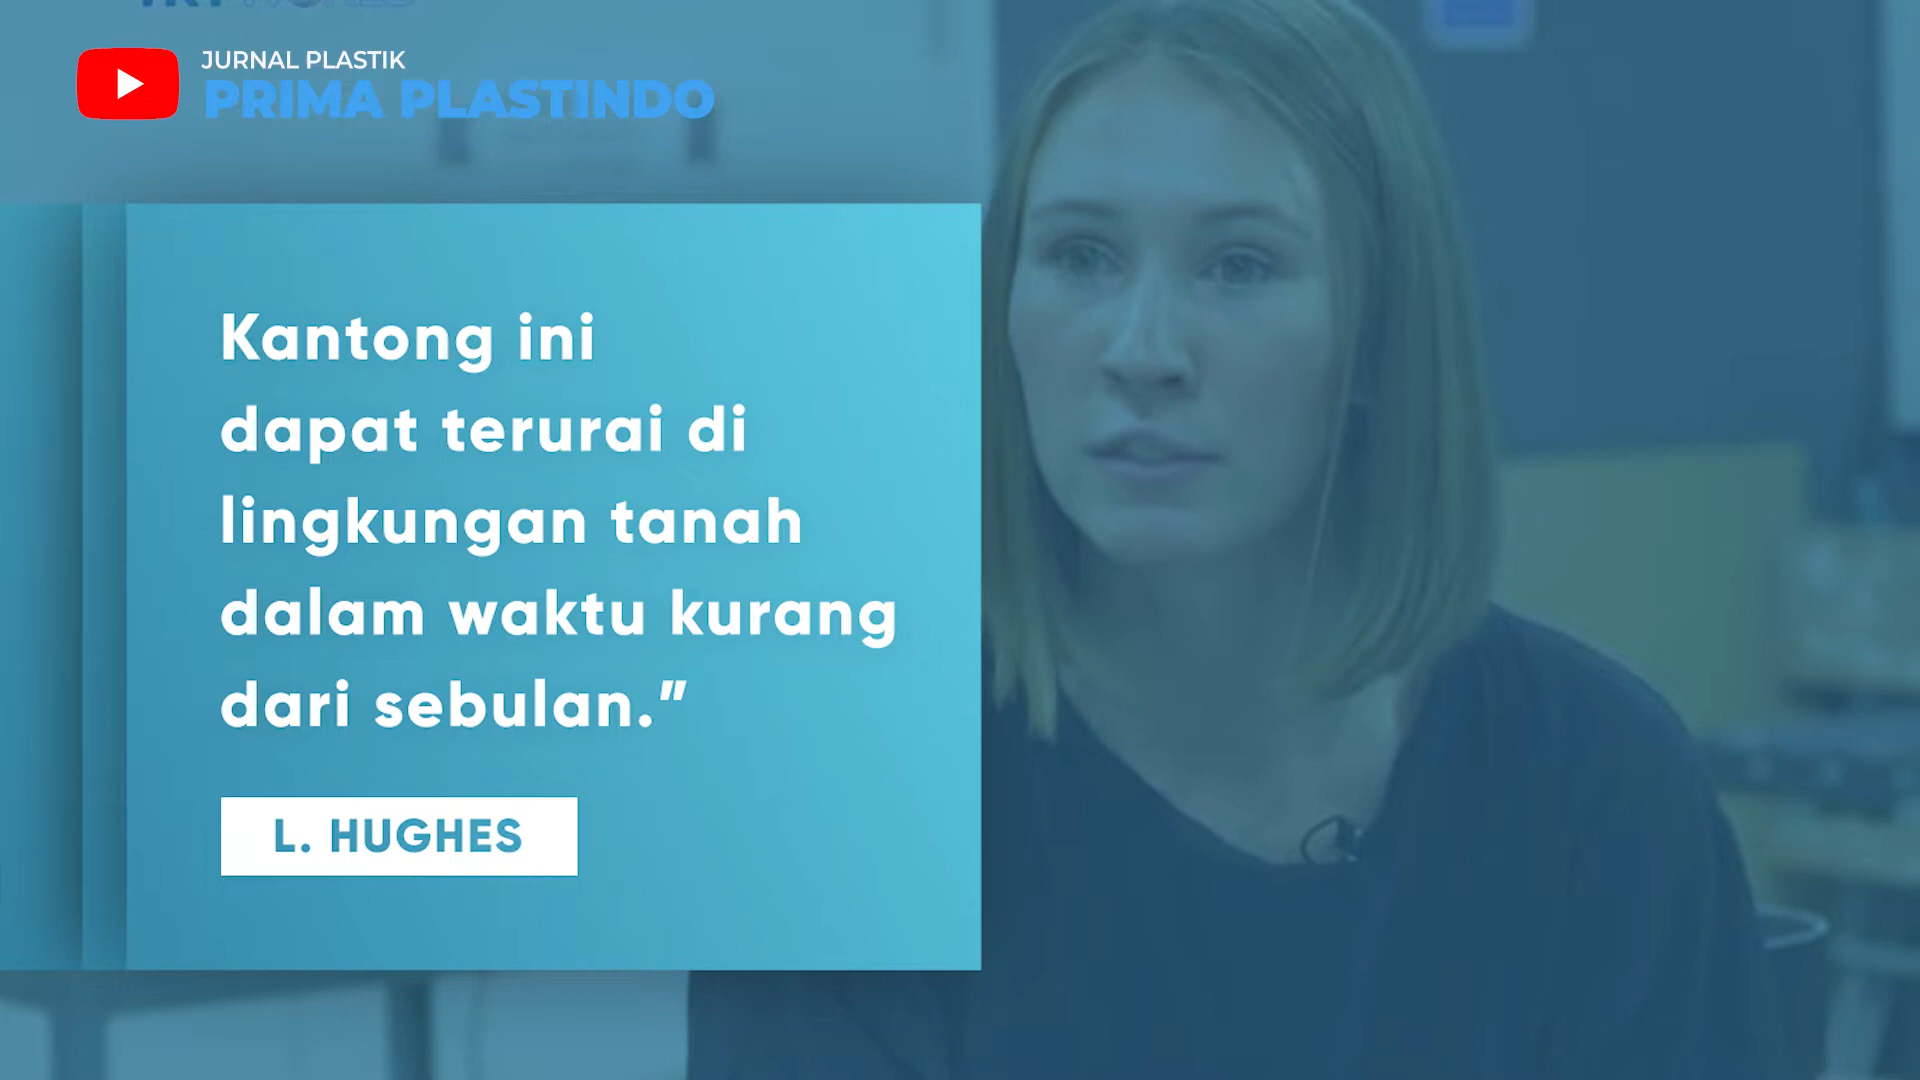 JURNAL PLASTIK
PRIMA PLASTINDO
Kantong ini
dapat terurai di
lingkungan tanah
dalam waktu kurang
dari sebulan.”
L. HUGHES